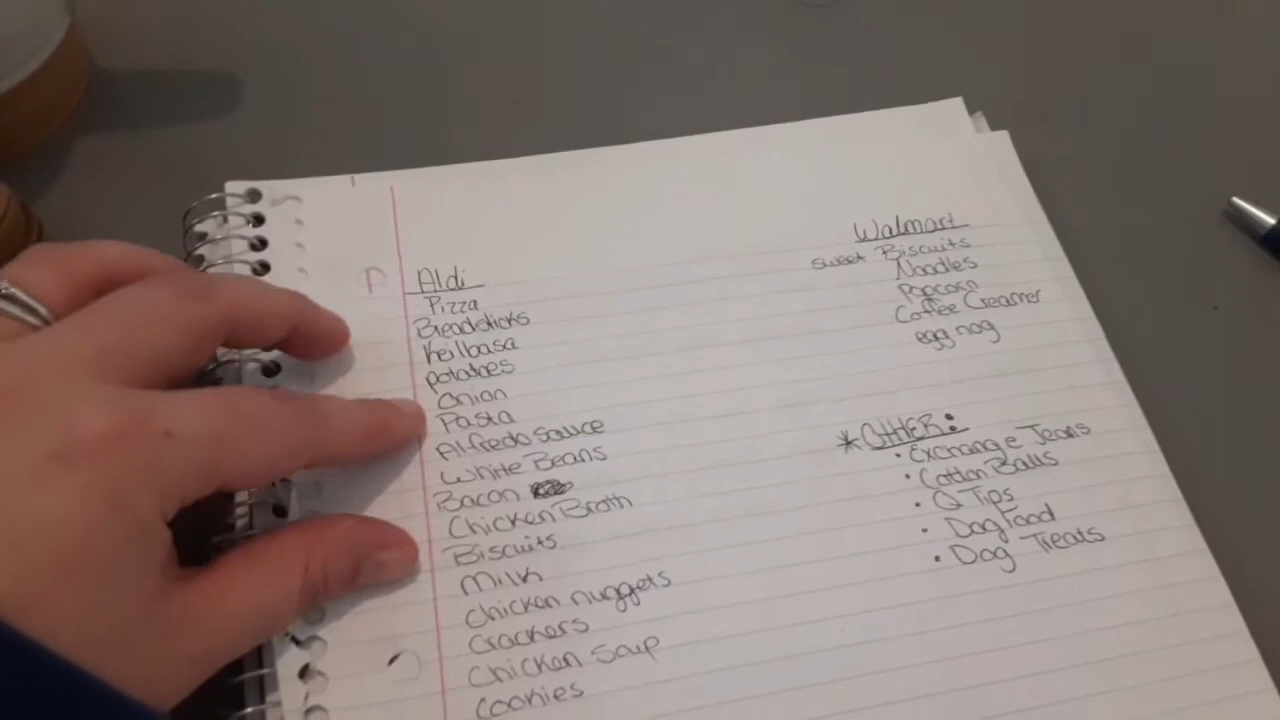 Aldi
Pizza
Breadsticks
Keilbasa
potatoes
Onion
Pasta
Alfredo Sauce
White Beans
Bacon
Chicken Broth
Biscuits
Milk
Chicken nuggets
Crackers
Chicken Soup
Cookies
Walmart
sweet Biscuits
Noodles
Popcorn
Coffee Creamer
egg nog
*OTHER:
• Exchange Jeans
• Cotton Balls
• Q Tips
• Dog Food
• Dog Treats